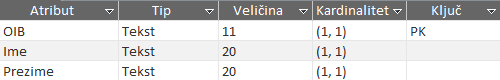 Atribut Tip Veličina Kardinalitet Ključ
OIB Tekst 11 (1, 1) PK
Ime Tekst 20 (1, 1)
Prezime Tekst 20 (1, 1)